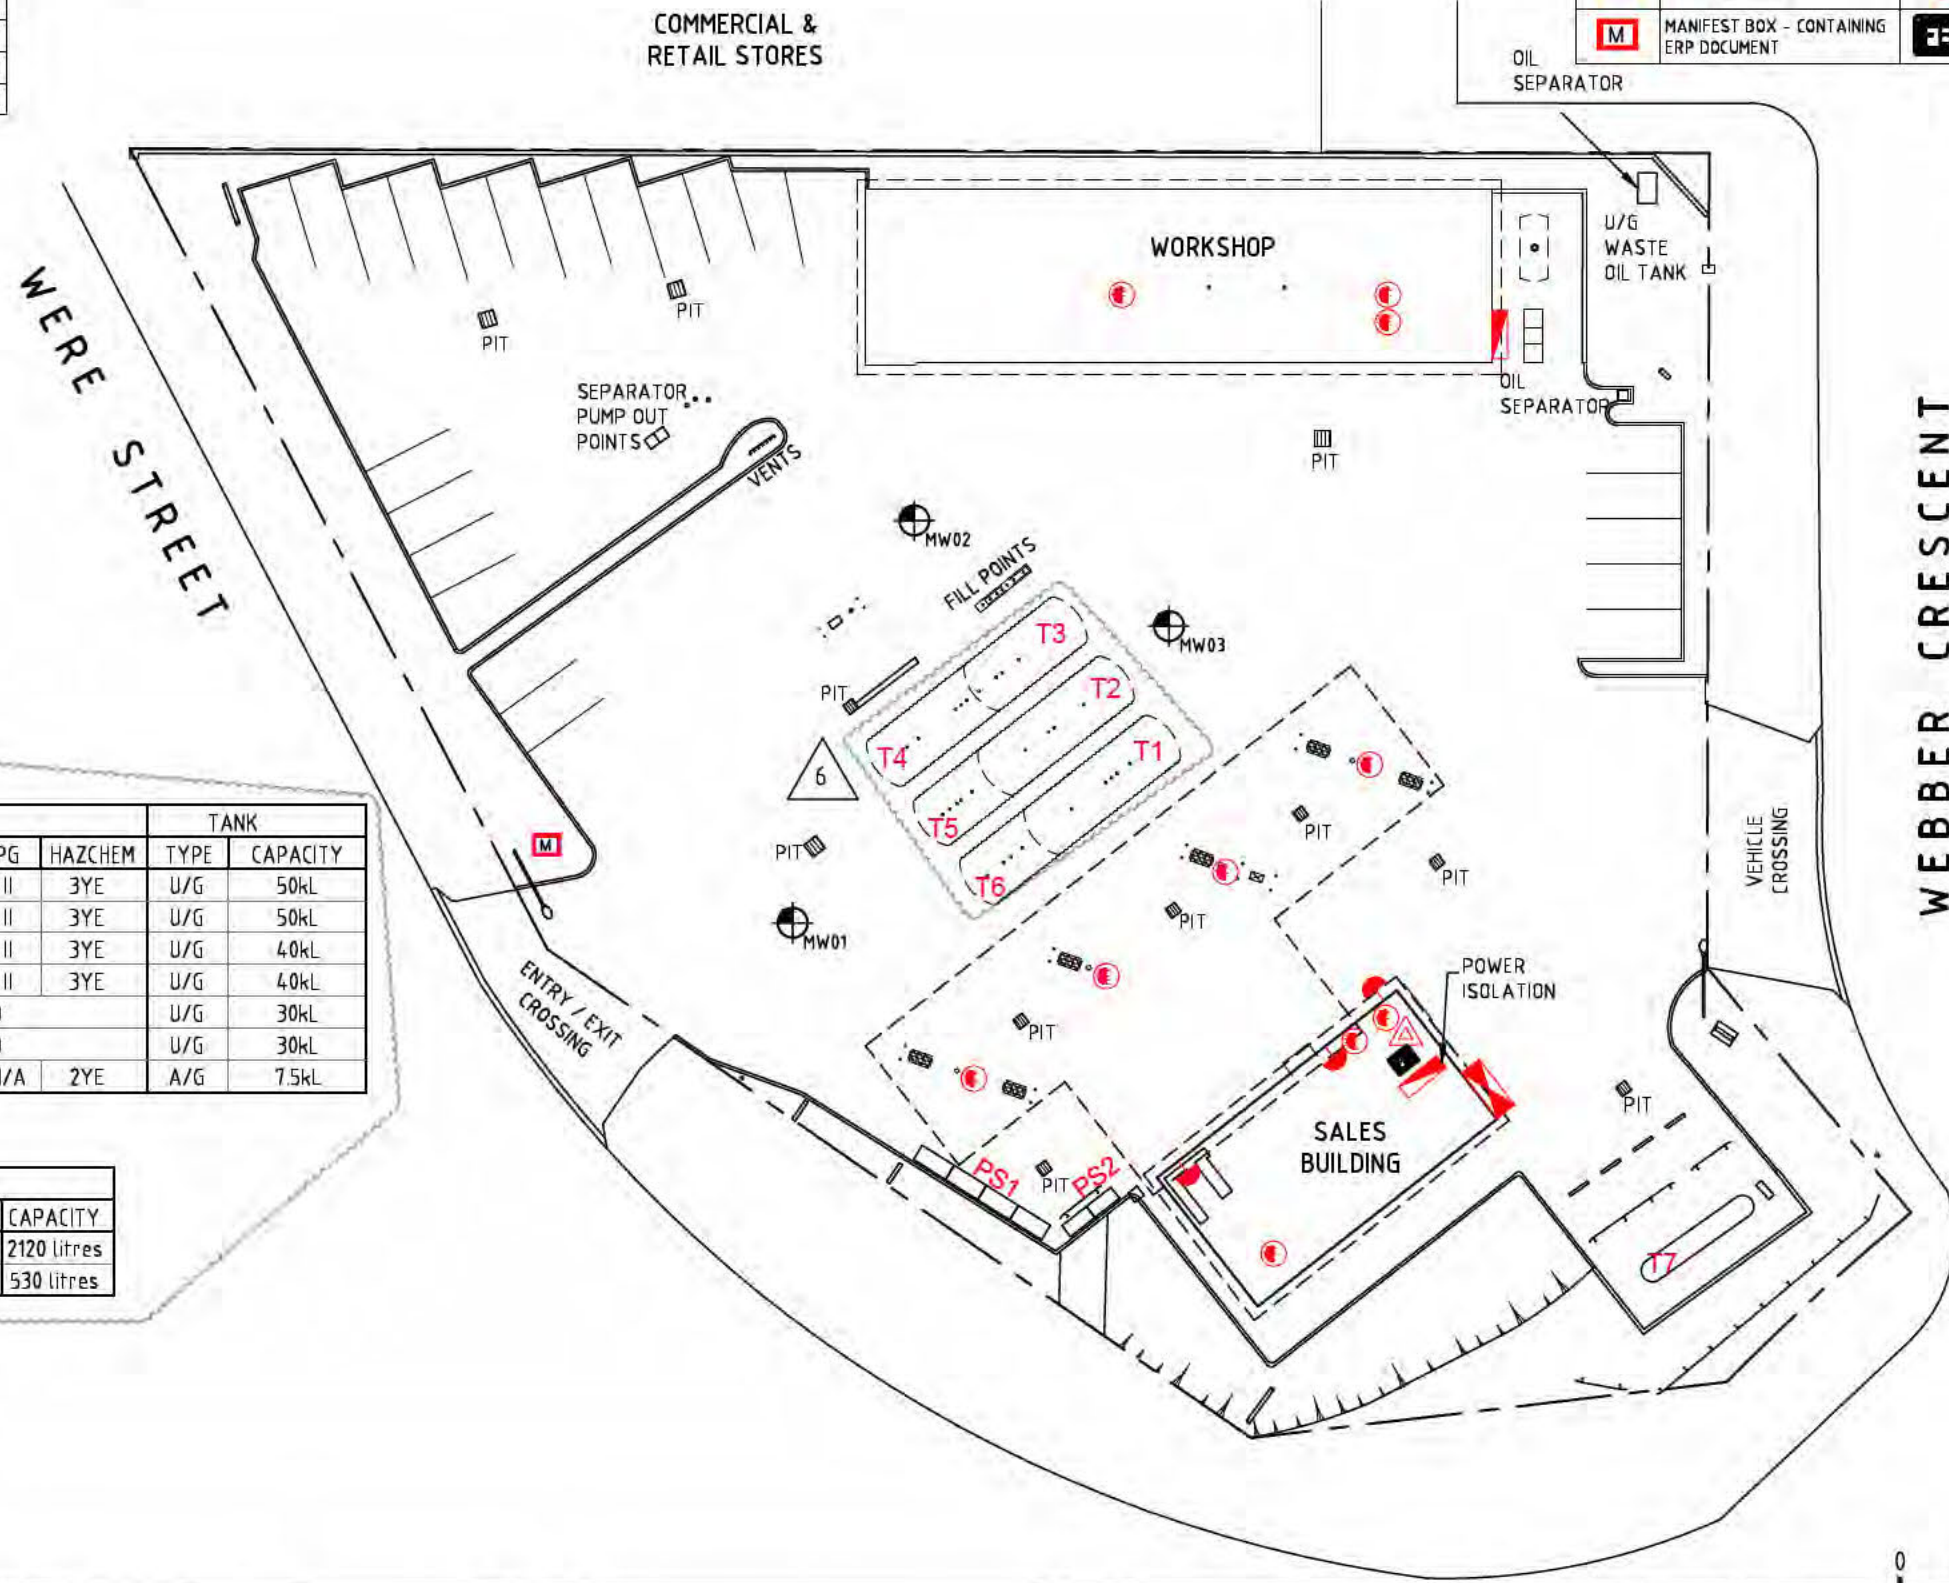 COMMERCIAL &
RETAIL STORES
M
MANIFEST BOX - CONTAINING
ERP DOCUMENT
OIL
SEPARATOR
WERE STREET
WORKSHOP
U/G
WASTE
OIL TANK
PIT
PIT
SEPARATOR
PUMP OUT
POINTS
VENTS
OIL
SEPARATOR
PIT
WEBBER CRESCENT
MW02
FILL POINTS
T3
MW03
T2
PIT
T4
T1
6
T5
PIT
PIT
T6
PIT
M
PIT
MW01
VEHICLE
CROSSING
TANK
HAZCHEM
TYPE
CAPACITY
II
3YE
U/G
50kL
II
3YE
U/G
50kL
II
3YE
U/G
40kL
II
3YE
U/G
40kL
U/G
30kL
U/G
30kL
2YE
A/G
7.5kL
ENTRY / EXIT
CROSSING
PIT
POWER
ISOLATION
PIT
SALES
BUILDING
PS1
PIT
PS2
T7
CAPACITY
2120 litres
530 litres
0